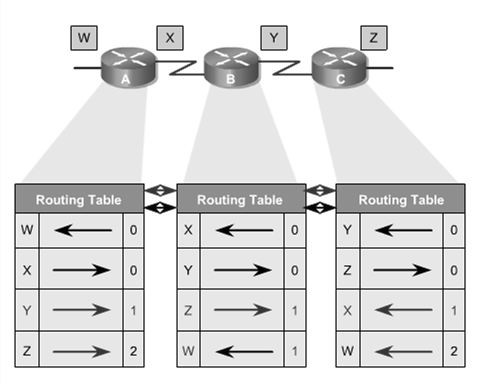 W X Y Z
A B C
Routing Table Routing Table Routing Table
W 0 X 0 Y 0
X 0 Y 0 Z 0
Y 1 Z 1 X 1
Z 2 W 1 W 2